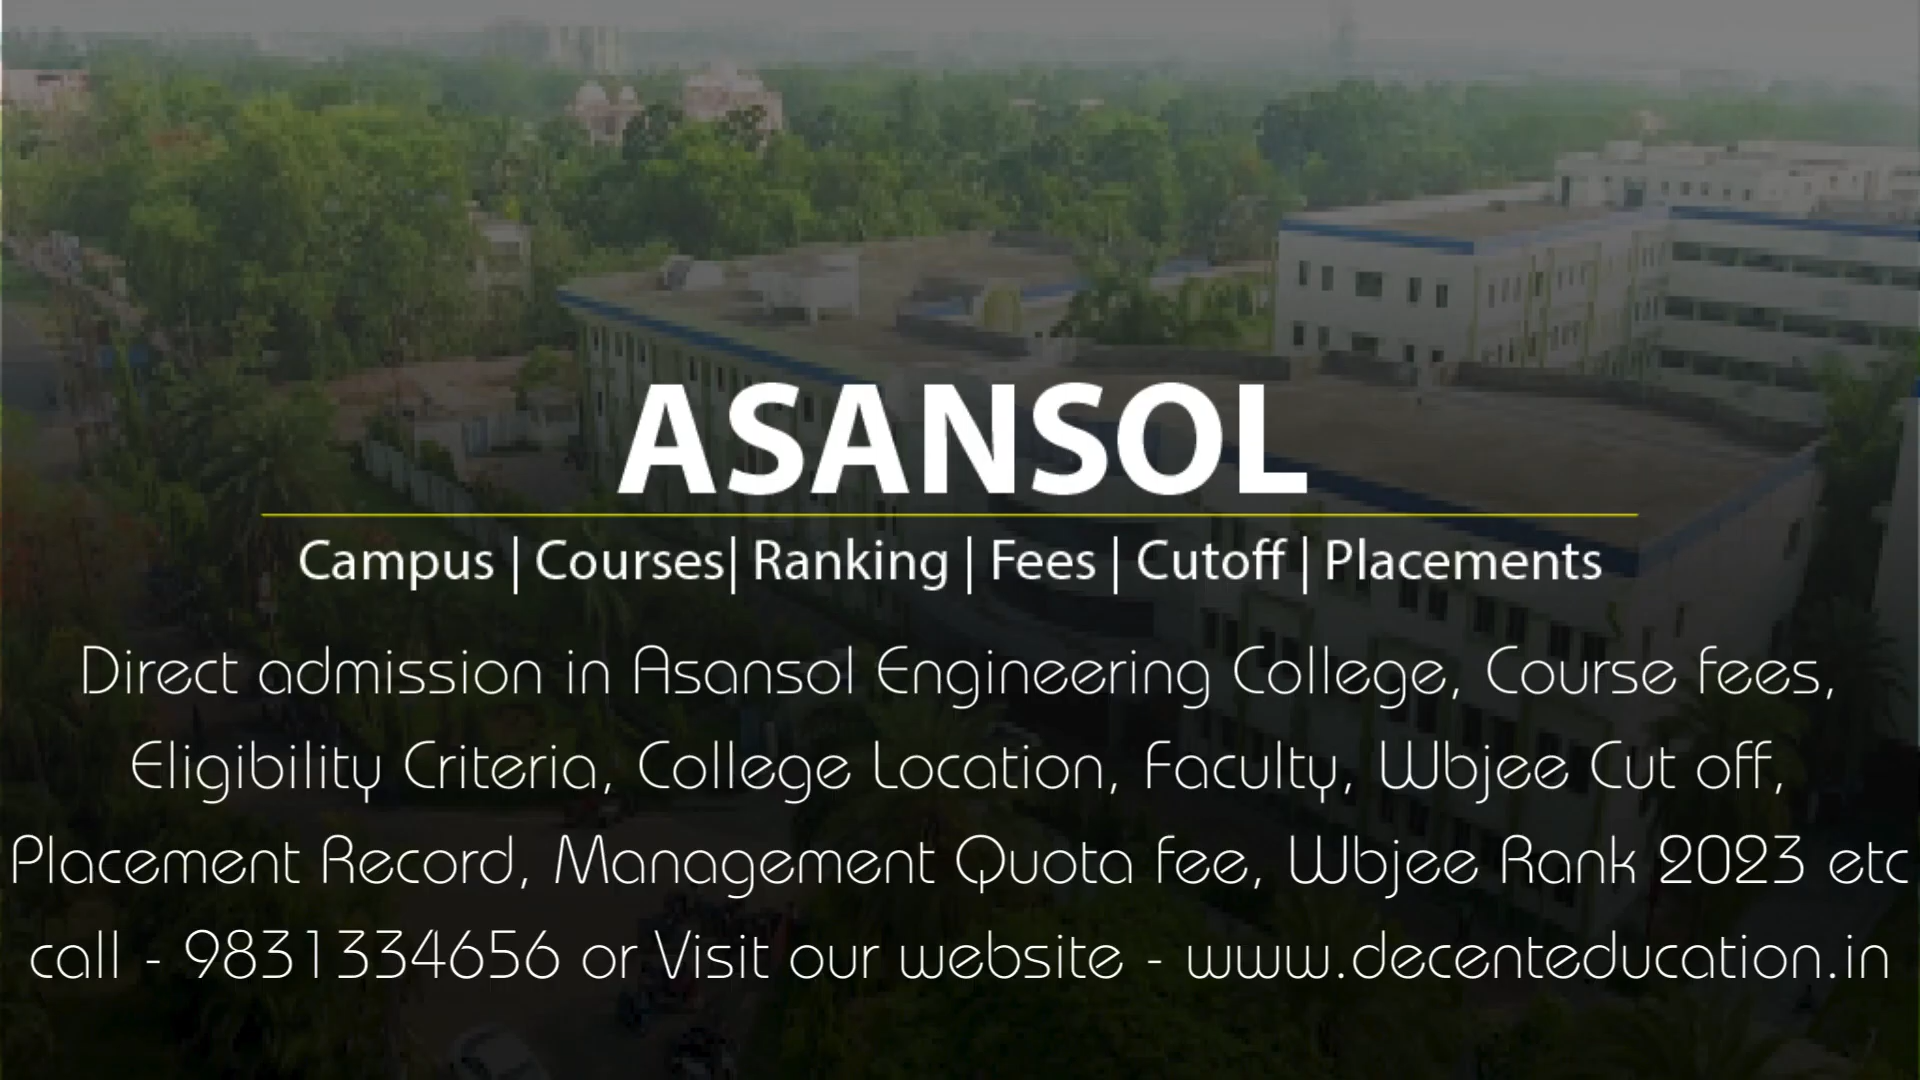 ASANSOL
Campus | Courses| Ranking | Fees | Cutoff | Placements
Direct admission in Asansol Engineering College, Course fees,
Eligibility Criteria, College Location, Faculty, Wbjee Cut off,
Placement Record, Management Quota fee, Wbjee Rank 2023 etc
call - 9831334656 or Visit our website - www.decenteducation.in